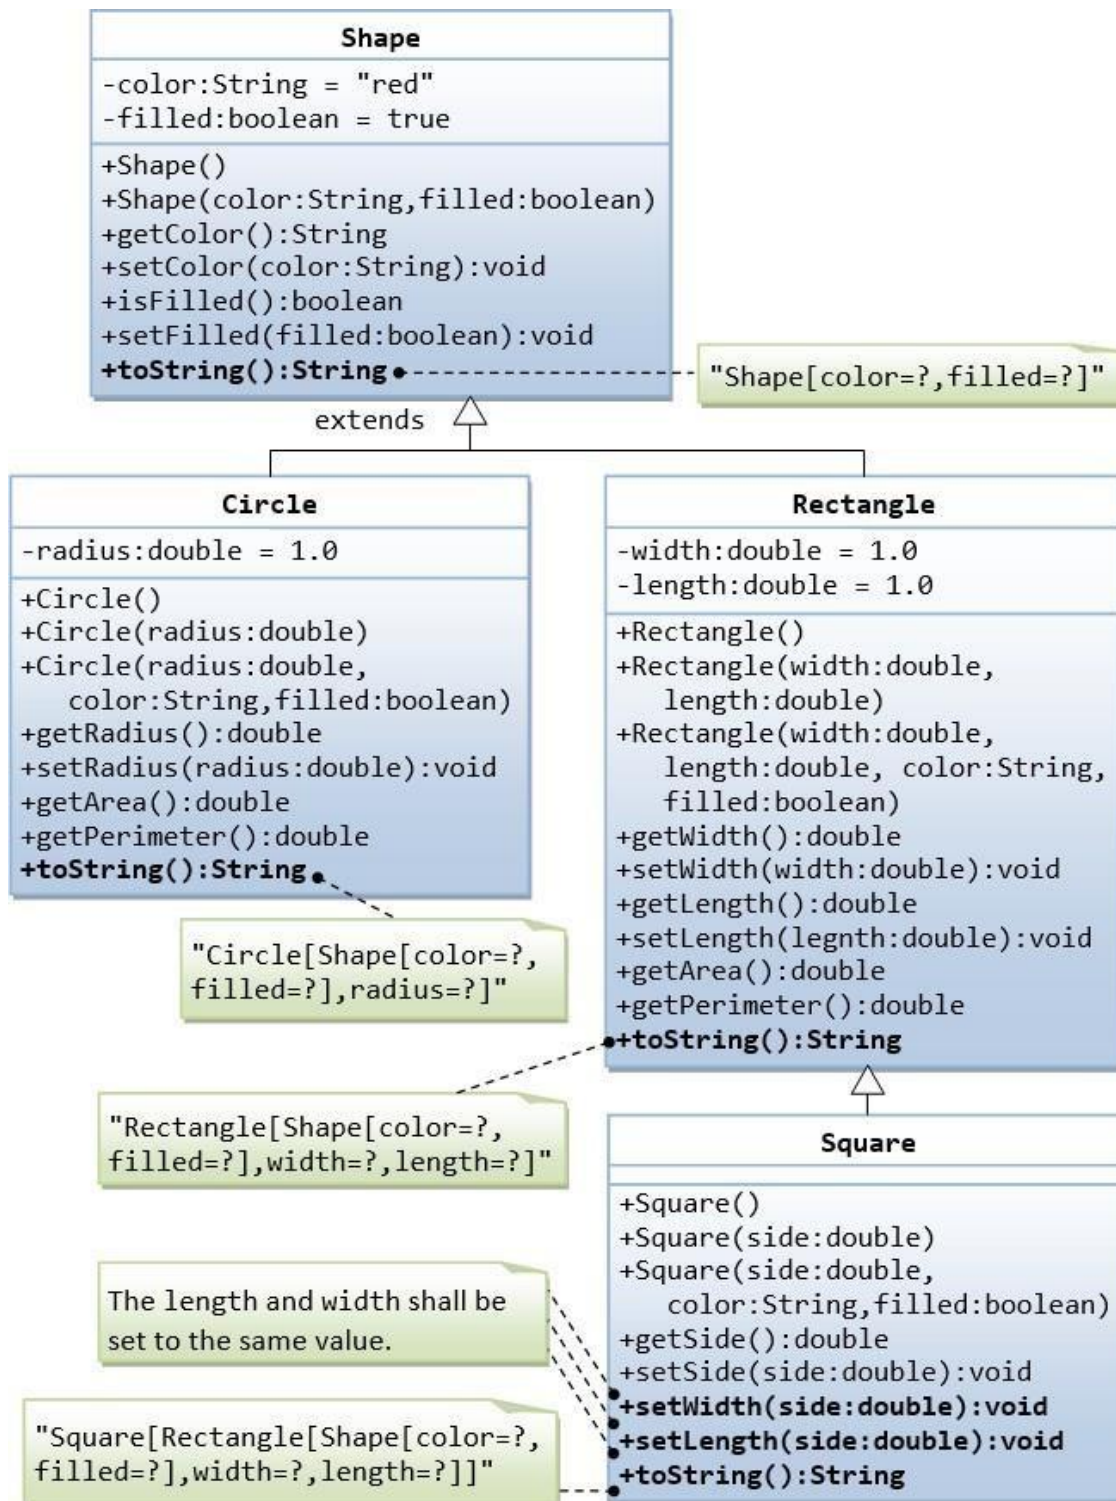 Shape
-color:String = "red"
-filled:boolean = true
+Shape()
+Shape(color:String,filled:boolean)
+getColor():String
+setColor(color:String):void
+isFilled():boolean
+setFilled(filled:boolean):void
+toString():String
"Shape[color=?,filled=?]"
extends
Circle
-radius:double = 1.0
+Circle()
+Circle(radius:double)
+Circle(radius:double,
color:String,filled:boolean)
+getRadius():double
+setRadius(radius:double):void
+getArea():double
+getPerimeter():double
+toString():String
"Circle[Shape[color=?,
filled=?],radius=?]"
Rectangle
-width:double = 1.0
-length:double = 1.0
+Rectangle()
+Rectangle(width:double,
length:double)
+Rectangle(width:double,
length:double, color:String,
filled:boolean)
+getWidth():double
+setWidth(width:double):void
+getLength():double
+setLength(legnth:double):void
+getArea():double
+getPerimeter():double
+toString():String
"Rectangle[Shape[color=?,
filled=?],width=?,length=?]"
Square
+Square()
+Square(side:double)
+Square(side:double,
color:String,filled:boolean)
+getSide():double
+setSide(side:double):void
+setWidth(side:double):void
+setLength(side:double):void
+toString():String
The length and width shall be
set to the same value.
"Square[Rectangle[Shape[color=?,
filled=?],width=?,length=?]]"